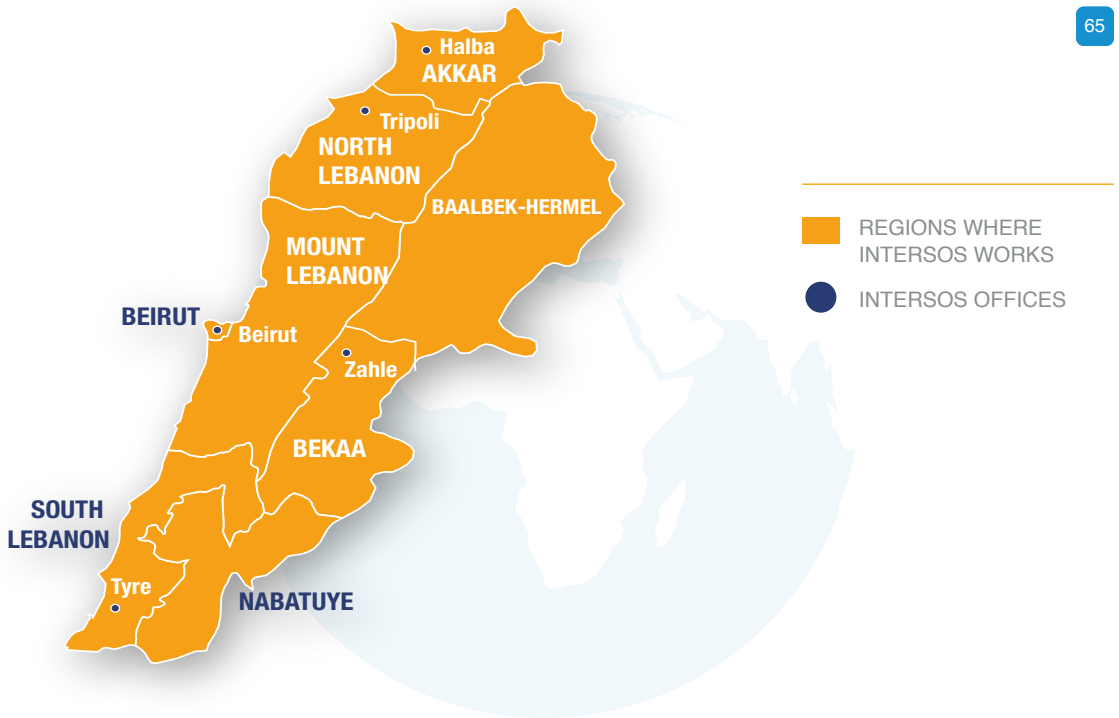 65
Halba
AKKAR
Tripoli
NORTH
LEBANON
BAALBEK-HERMEL
MOUNT
LEBANON
BEIRUT
Beirut
Zahle
BEKAA
SOUTH
LEBANON
Tyre
NABATUYE
REGIONS WHERE
INTERSOS WORKS
INTERSOS OFFICES